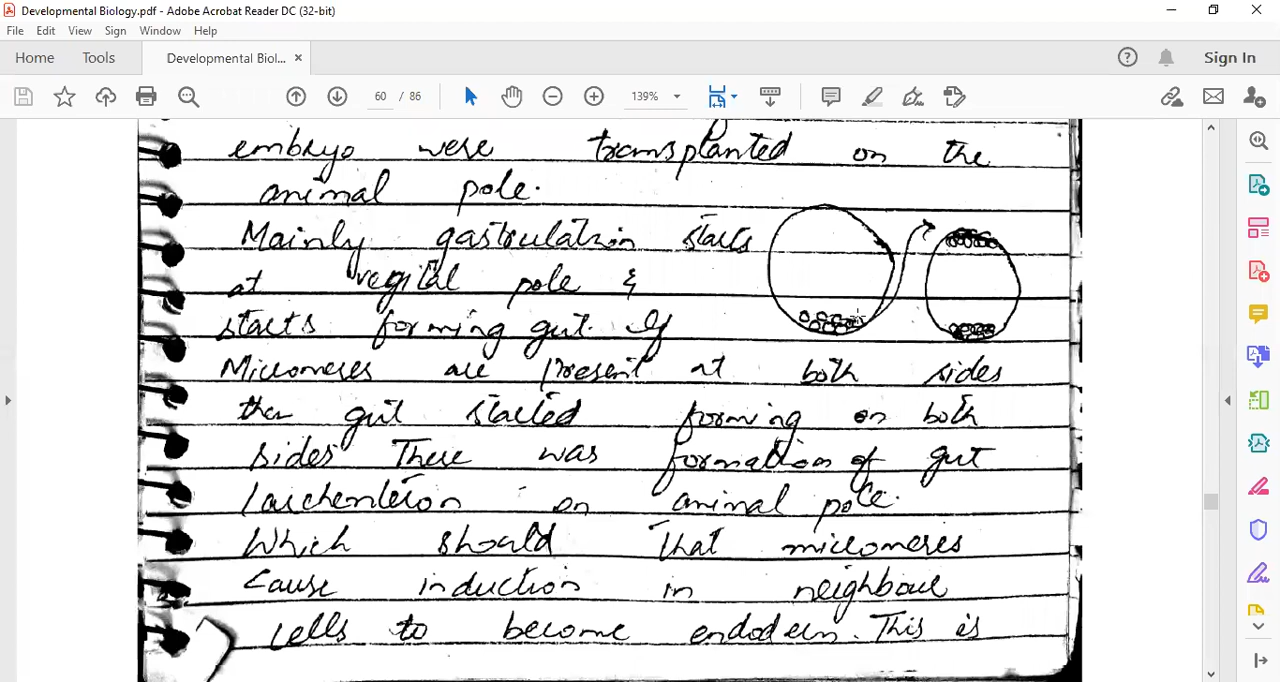 Developmental Biology.pdf - Adobe Acrobat Reader DC (32-bit)
File Edit View Sign Window Help
Home Tools Developmental Biol... × Sign In
60 / 86 139%
embryo were transplanted on the
animal pole.
Mainly gastrulation starts
at vegital pole &
starts forming gut. If
Micromeres are present at both sides
then gut started forming on both
sides There was formation of gut
/archenteron on animal pole.
Which should That micromeres
Cause induction in neighbour
cells to become endoderm. This is